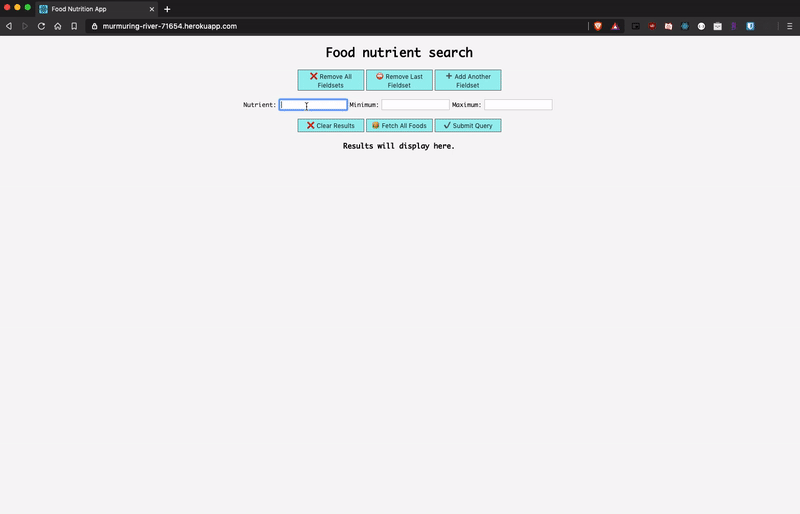 Food Nutrition App
murmuring-river-71654.herokuapp.com
Food nutrient search
❌ Remove All
Fieldsets
⛔ Remove Last
Fieldset
➕ Add Another
Fieldset
Nutrient: Minimum: Maximum:
❌ Clear Results
🍔 Fetch All Foods
✔ Submit Query
Results will display here.